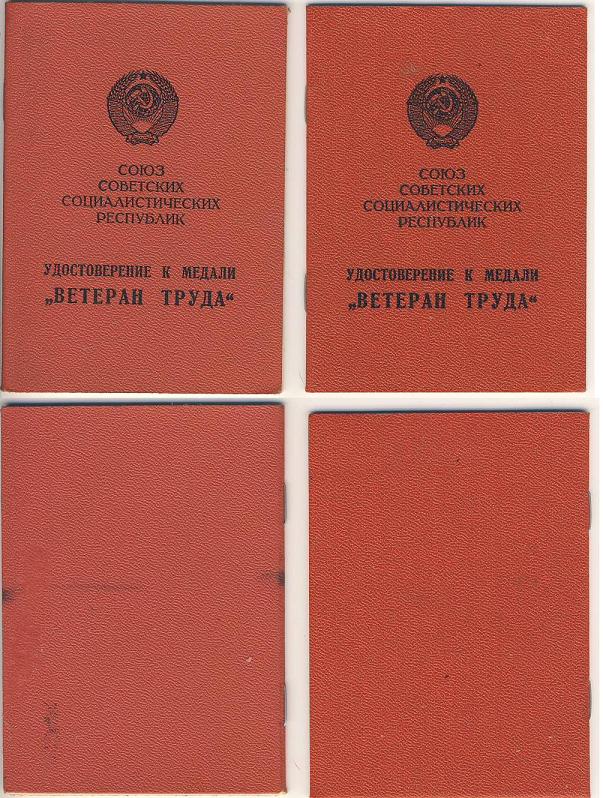 СОЮЗ
СОВЕТСКИХ
СОЦИАЛИСТИЧЕСКИХ
РЕСПУБЛИК
УДОСТОВЕРЕНИЕ К МЕДАЛИ
„ВЕТЕРАН ТРУДА“
СОЮЗ
СОВЕТСКИХ
СОЦИАЛИСТИЧЕСКИХ
РЕСПУБЛИК
УДОСТОВЕРЕНИЕ К МЕДАЛИ
„ВЕТЕРАН ТРУДА“